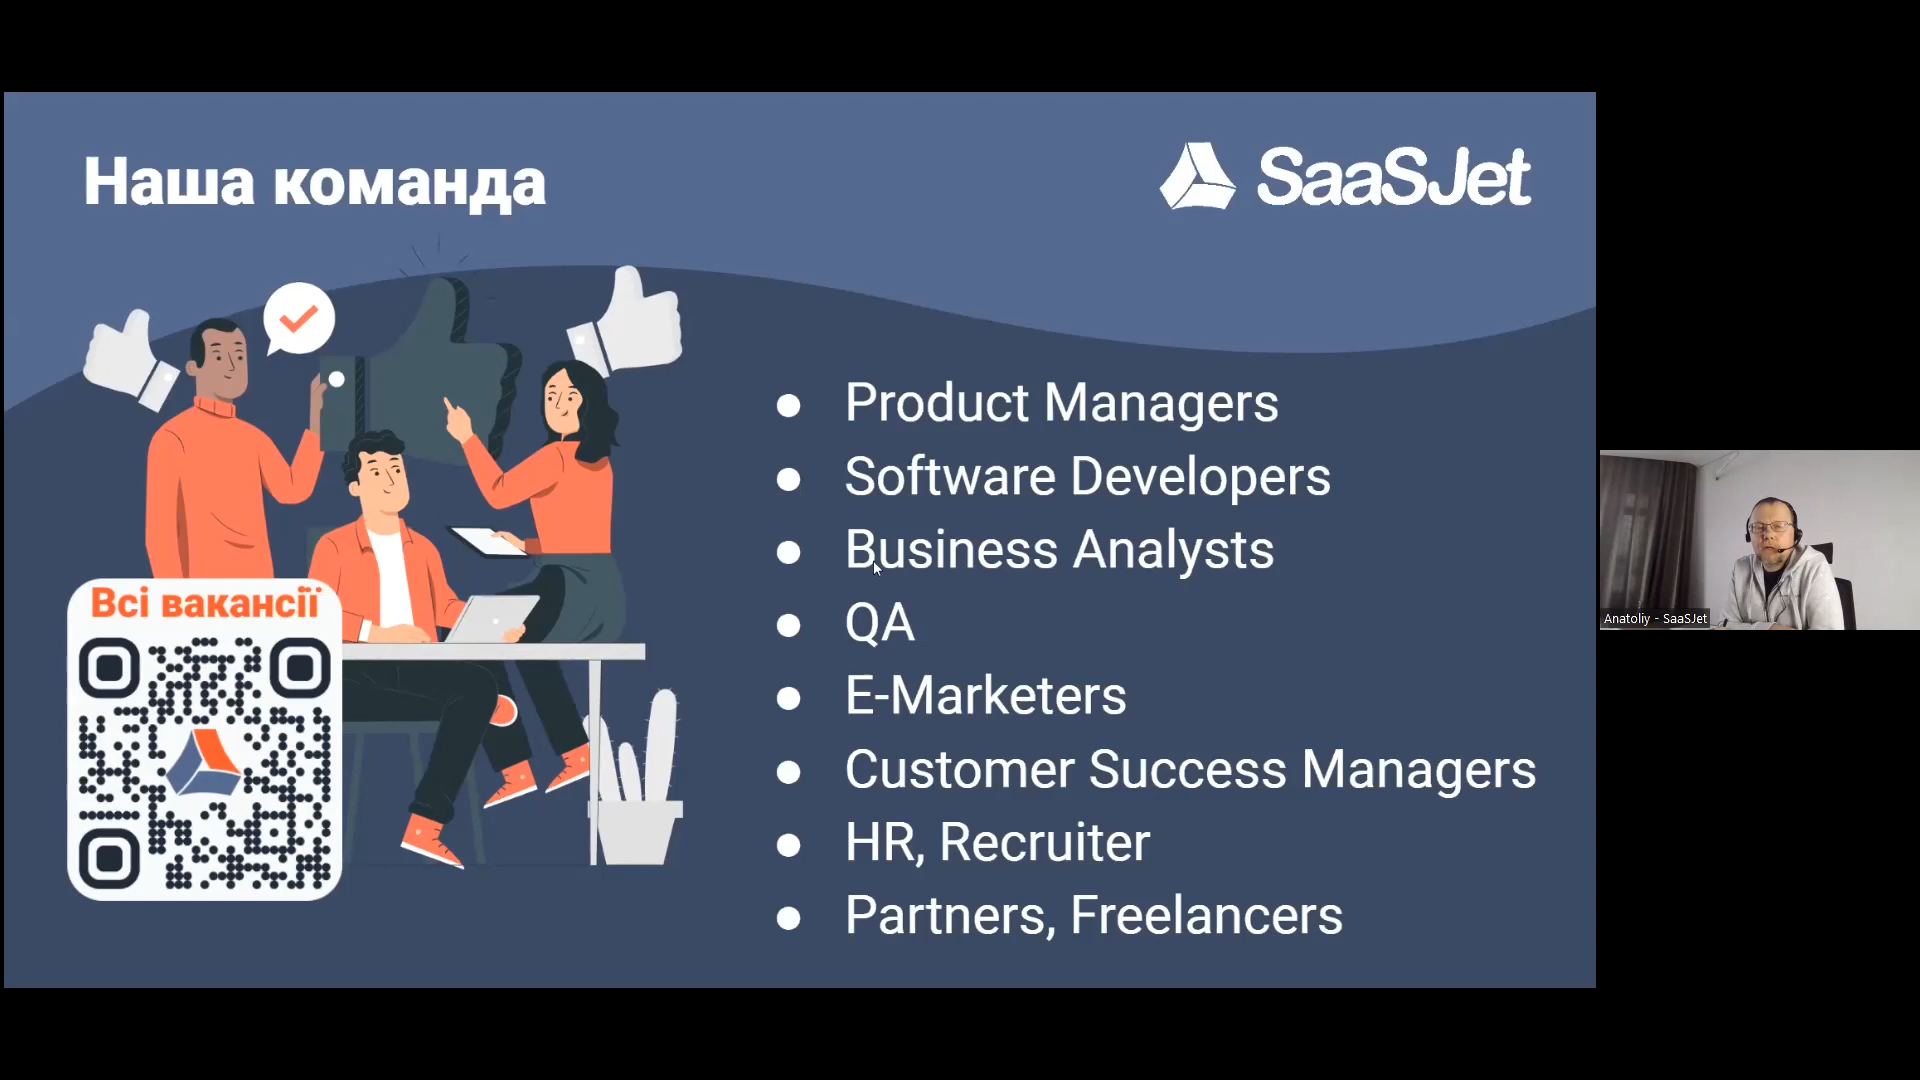 Наша команда
SaaSJet
Product Managers
Software Developers
Business Analysts
QA
E-Marketers
Customer Success Managers
HR, Recruiter
Partners, Freelancers
Всі вакансії
Anatoliy - SaaSJet